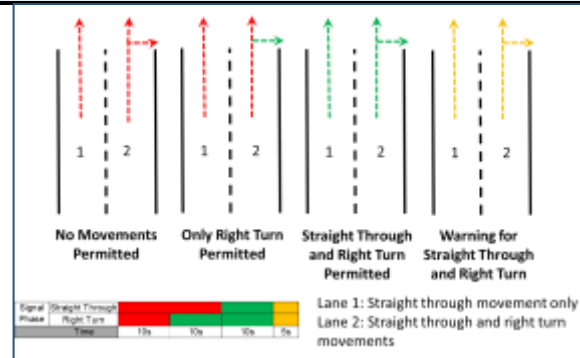 1 2 1 2 1 2 1 2
No Movements
Permitted
Only Right Turn
Permitted
Straight Through
and Right Turn
Permitted
Warning for
Straight Through
and Right Turn
Signal Straight Through
Phase Right Turn
Time 10s 10s 10s 5s
Lane 1: Straight through movement only
Lane 2: Straight through and right turn
movements